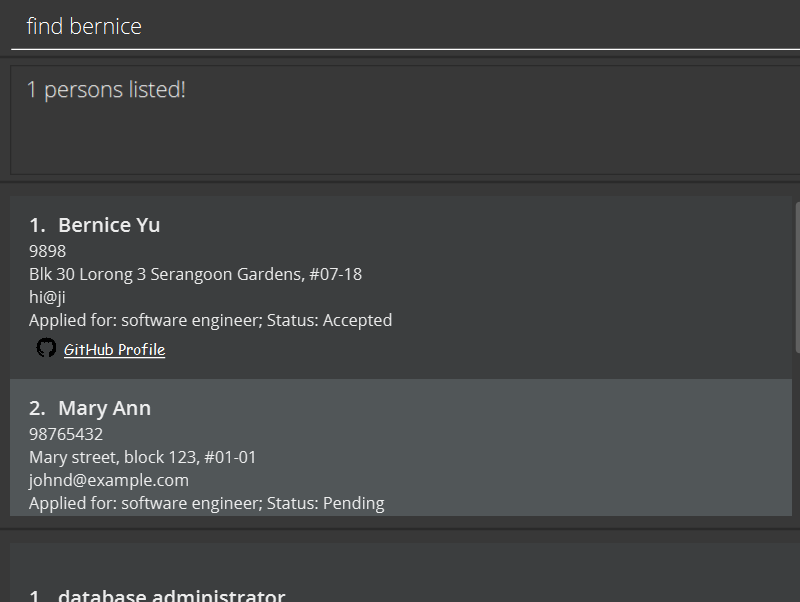 find bernice
1 persons listed!
1. Bernice Yu
9898
Blk 30 Lorong 3 Serangoon Gardens, #07-18
hi@ji
Applied for: software engineer; Status: Accepted
GitHub Profile
2. Mary Ann
98765432
Mary street, block 123, #01-01
johnd@example.com
Applied for: software engineer; Status: Pending
1. database administrator